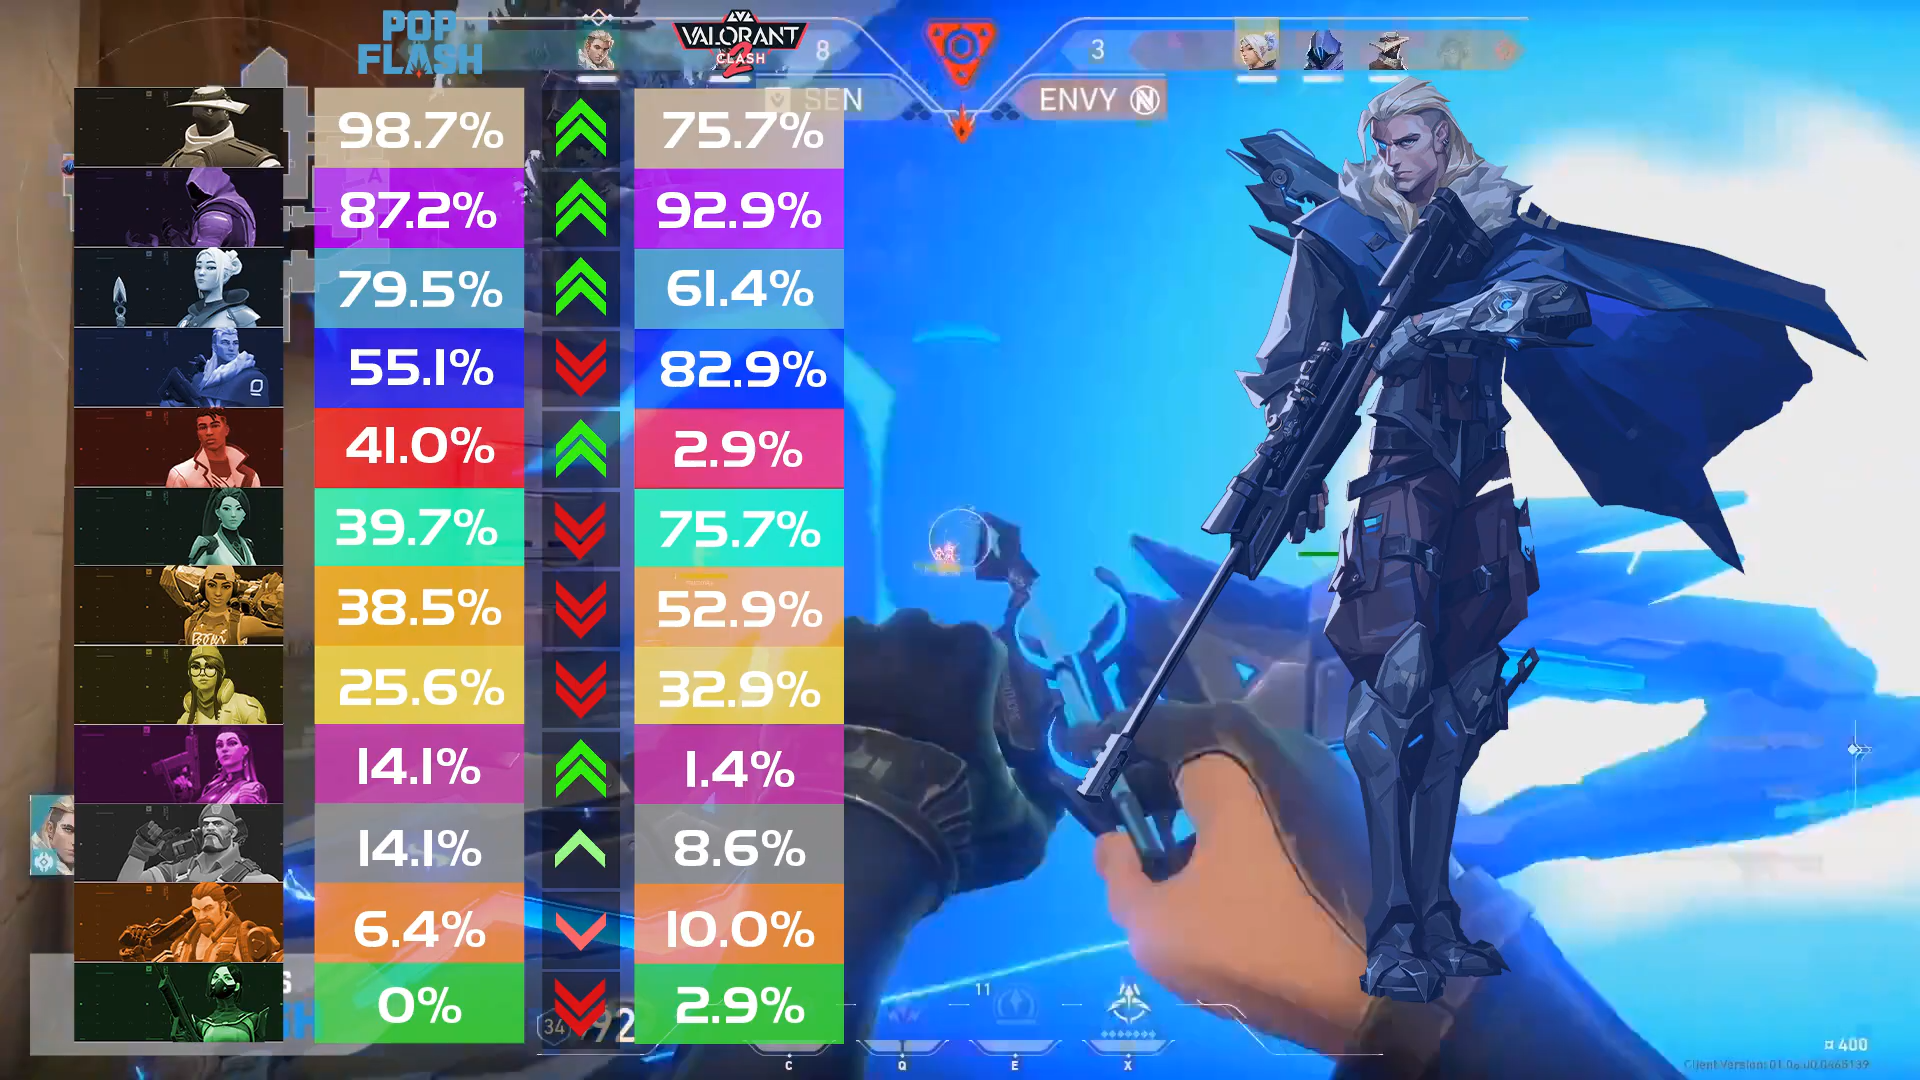 POP
FLASH
VALORANT
CLASH
2
8
3
SEN
ENVY
98.7% 75.7%
A
87.2% 92.9%
79.5% 61.4%
55.1% 82.9%
41.0% 2.9%
39.7% 75.7%
38.5% 52.9%
25.6% 32.9%
14.1% 1.4%
14.1% 8.6%
6.4% 10.0%
0% 2.9%
34
92
11
C Q E X
400